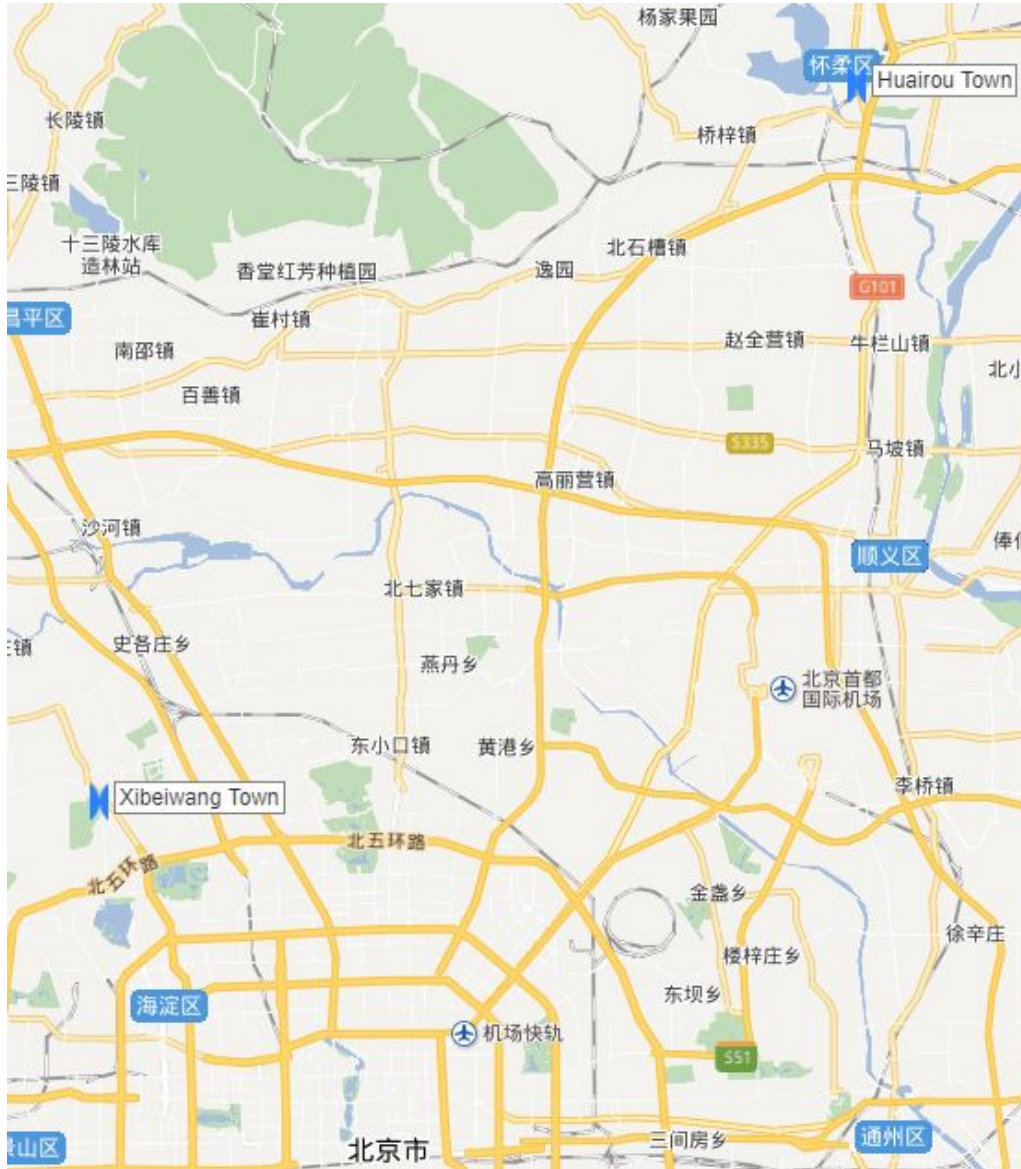 杨家果园
怀柔区
Huairou Town
长陵镇
桥梓镇
三陵镇
十三陵水库
造林站
北石槽镇
香堂红芳种植园
逸园
G101
昌平区
崔村镇
赵全营镇
牛栏山镇
南邵镇
北小
百善镇
S335
马坡镇
高丽营镇
沙河镇
顺义区
北七家镇
史各庄乡
镇
燕丹乡
北京首都
国际机场
东小口镇
黄港乡
李桥镇
Xibeiwang Town
北五环路
北五环路
金盏乡
徐辛庄
楼梓庄乡
海淀区
东坝乡
机场快轨
S51
三间房乡
通州区
北京市
山区